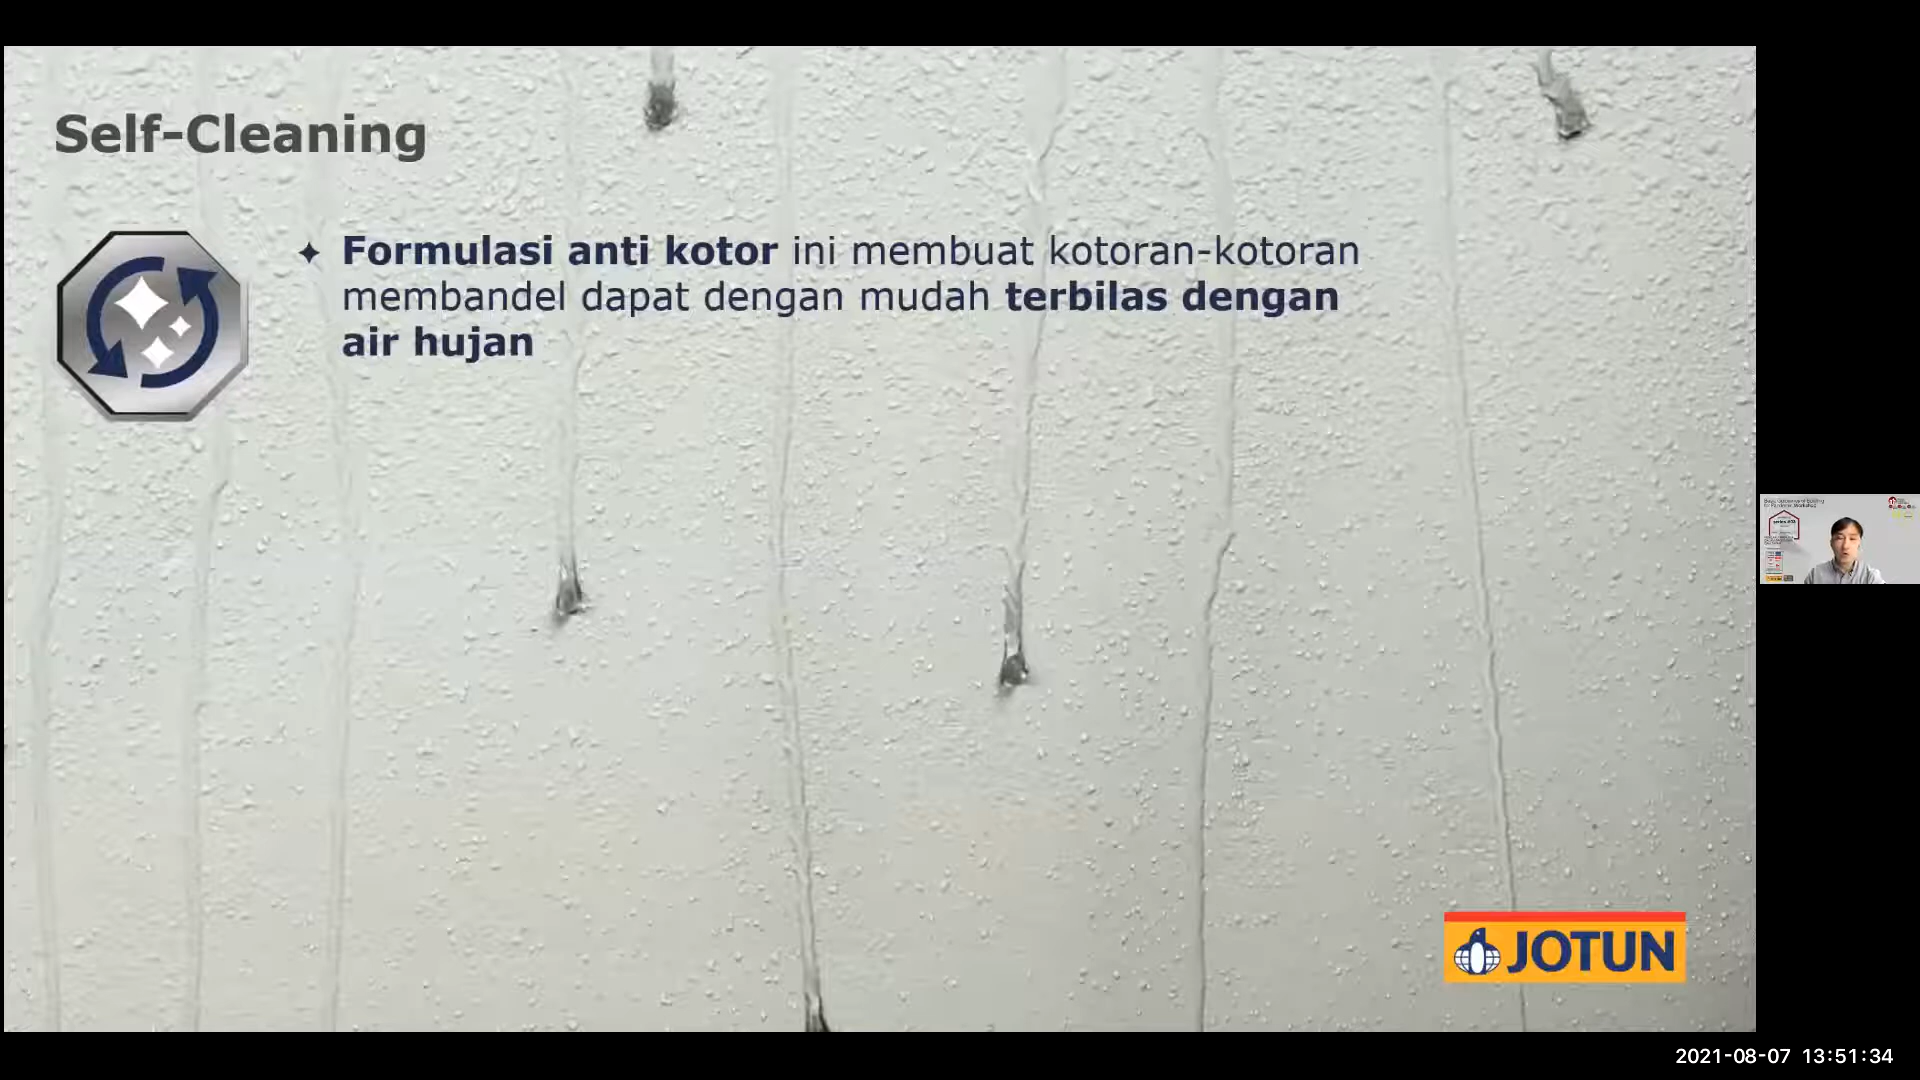 Self-Cleaning
Formulasi anti kotor ini membuat kotoran-kotoran
membandel dapat dengan mudah terbilas dengan
air hujan
JOTUN
2021-08-07 13:51:34